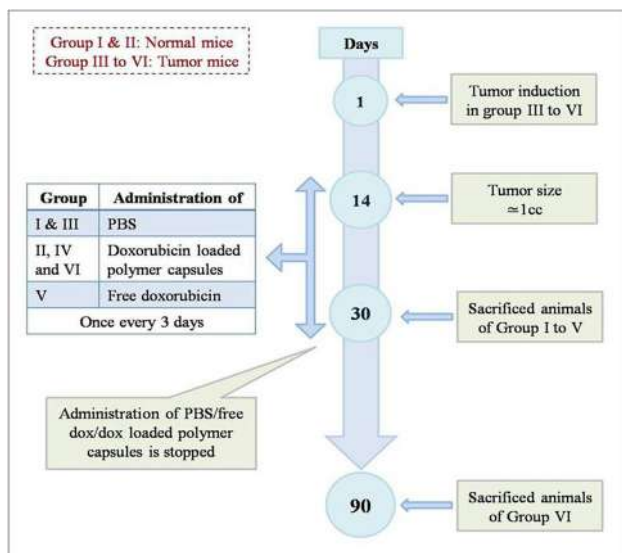 Group I & II: Normal mice
Group III to VI: Tumor mice
Days
1
Tumor induction
in group III to VI
14
Tumor size
≃1cc
Group
Administration of
I & III
PBS
II, IV
and VI
Doxorubicin loaded
polymer capsules
V
Free doxorubicin
Once every 3 days
30
Sacrificed animals
of Group I to V
Administration of PBS/free
dox/dox loaded polymer
capsules is stopped
90
Sacrificed animals
of Group VI